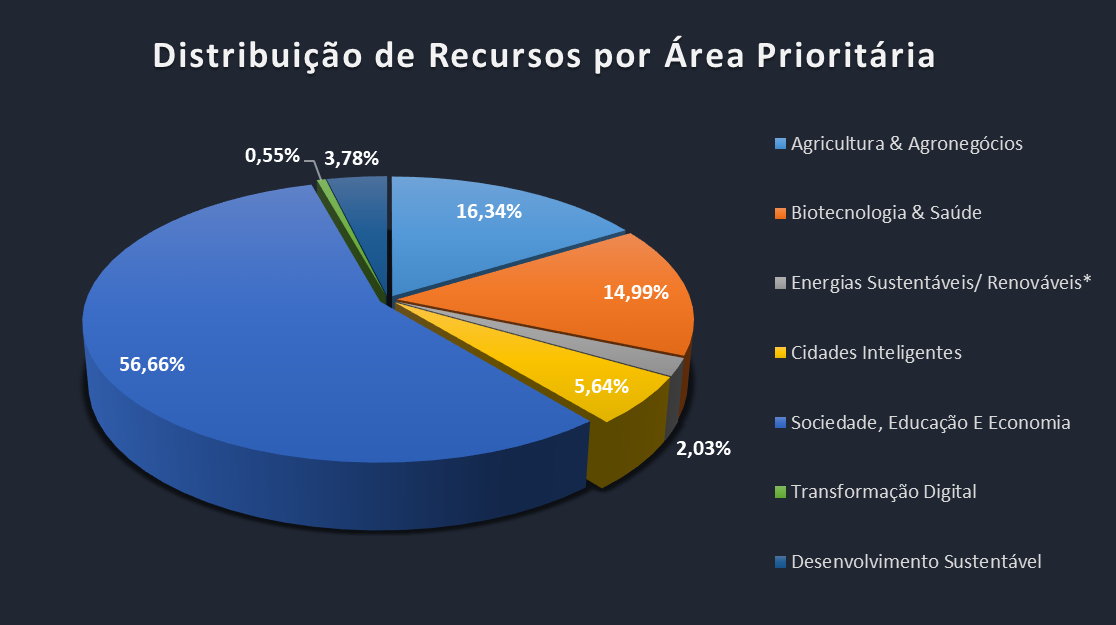 Distribuição de Recursos por Área Prioritária
0,55%
3,78%
16,34%
14,99%
56,66%
5,64%
2,03%
Agricultura & Agronegócios
Biotecnologia & Saúde
Energias Sustentáveis/ Renováveis*
Cidades Inteligentes
Sociedade, Educação E Economia
Transformação Digital
Desenvolvimento Sustentável